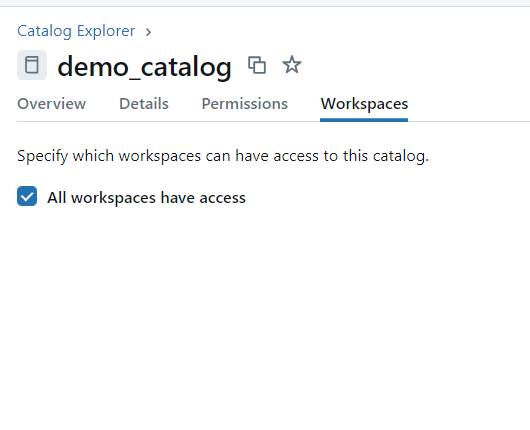 Catalog Explorer >
demo_catalog
Overview Details Permissions Workspaces
Specify which workspaces can have access to this catalog.
All workspaces have access